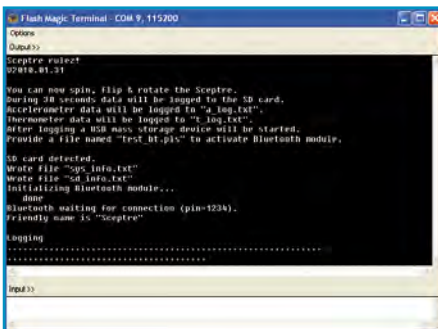 Flash Magic Terminal - COM 9, 115200
Options
Output >>
Sceptre rulez!
V2010.01.31
You can now spin, flip & rotate the Sceptre.
During 30 seconds data will be logged to the SD card.
Accelerometer data will be logged to "a_log.txt".
Thermometer data will be logged to "t_log.txt".
After logging a USB mass storage device will be started.
Provide a file named "test_bt.pls" to activate Bluetooth module.
SD card detected.
Wrote file "sys_info.txt"
Wrote file "sd_info.txt"
Initializing Bluetooth module...
done
Bluetooth waiting for connection (pin=1234).
Friendly name is "Sceptre"
Logging
Input >>